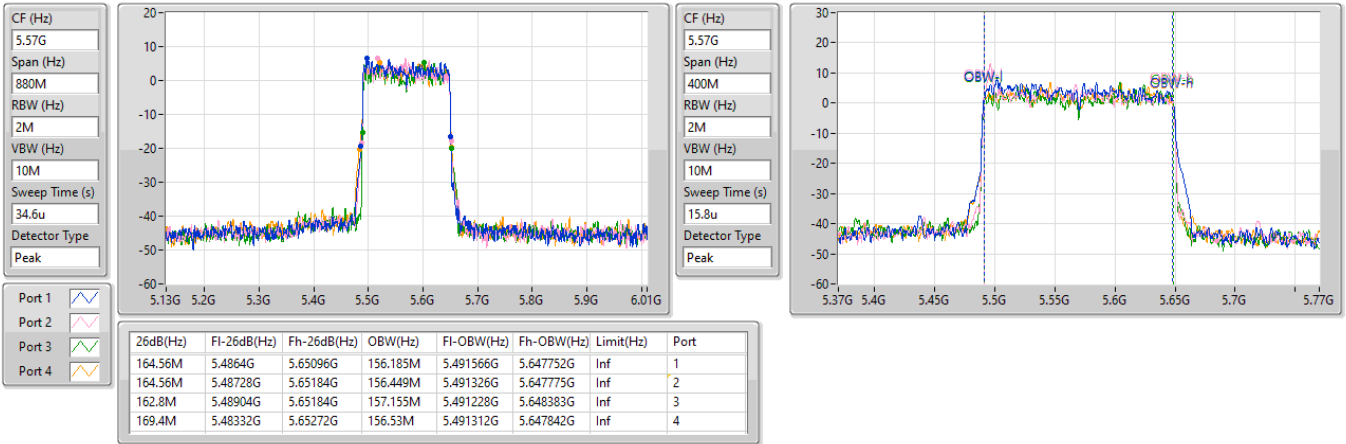 CF (Hz)
5.57G
Span (Hz)
880M
RBW (Hz)
2M
VBW (Hz)
10M
Sweep Time (s)
34.6u
Detector Type
Peak
20
10
0
-10
-20
-30
-40
-50
-60
5.13G 5.2G 5.3G 5.4G 5.5G 5.6G 5.7G 5.8G 5.9G 6.01G
CF (Hz)
5.57G
Span (Hz)
400M
RBW (Hz)
2M
VBW (Hz)
10M
Sweep Time (s)
15.8u
Detector Type
Peak
30
20
10
0
-10
-20
-30
-40
-50
-60
OBW-l OBW-h
5.37G 5.4G 5.45G 5.5G 5.55G 5.6G 5.65G 5.7G 5.77G
Port 1
Port 2
Port 3
Port 4
26dB(Hz) Fl-26dB(Hz) Fh-26dB(Hz) OBW(Hz) Fl-OBW(Hz) Fh-OBW(Hz) Limit(Hz) Port
164.56M 5.4864G 5.65096G 156.185M 5.491566G 5.647752G Inf 1
164.56M 5.48728G 5.65184G 156.449M 5.491326G 5.647775G Inf 2
162.8M 5.48904G 5.65184G 157.155M 5.491228G 5.648383G Inf 3
169.4M 5.48332G 5.65272G 156.53M 5.491312G 5.647842G Inf 4